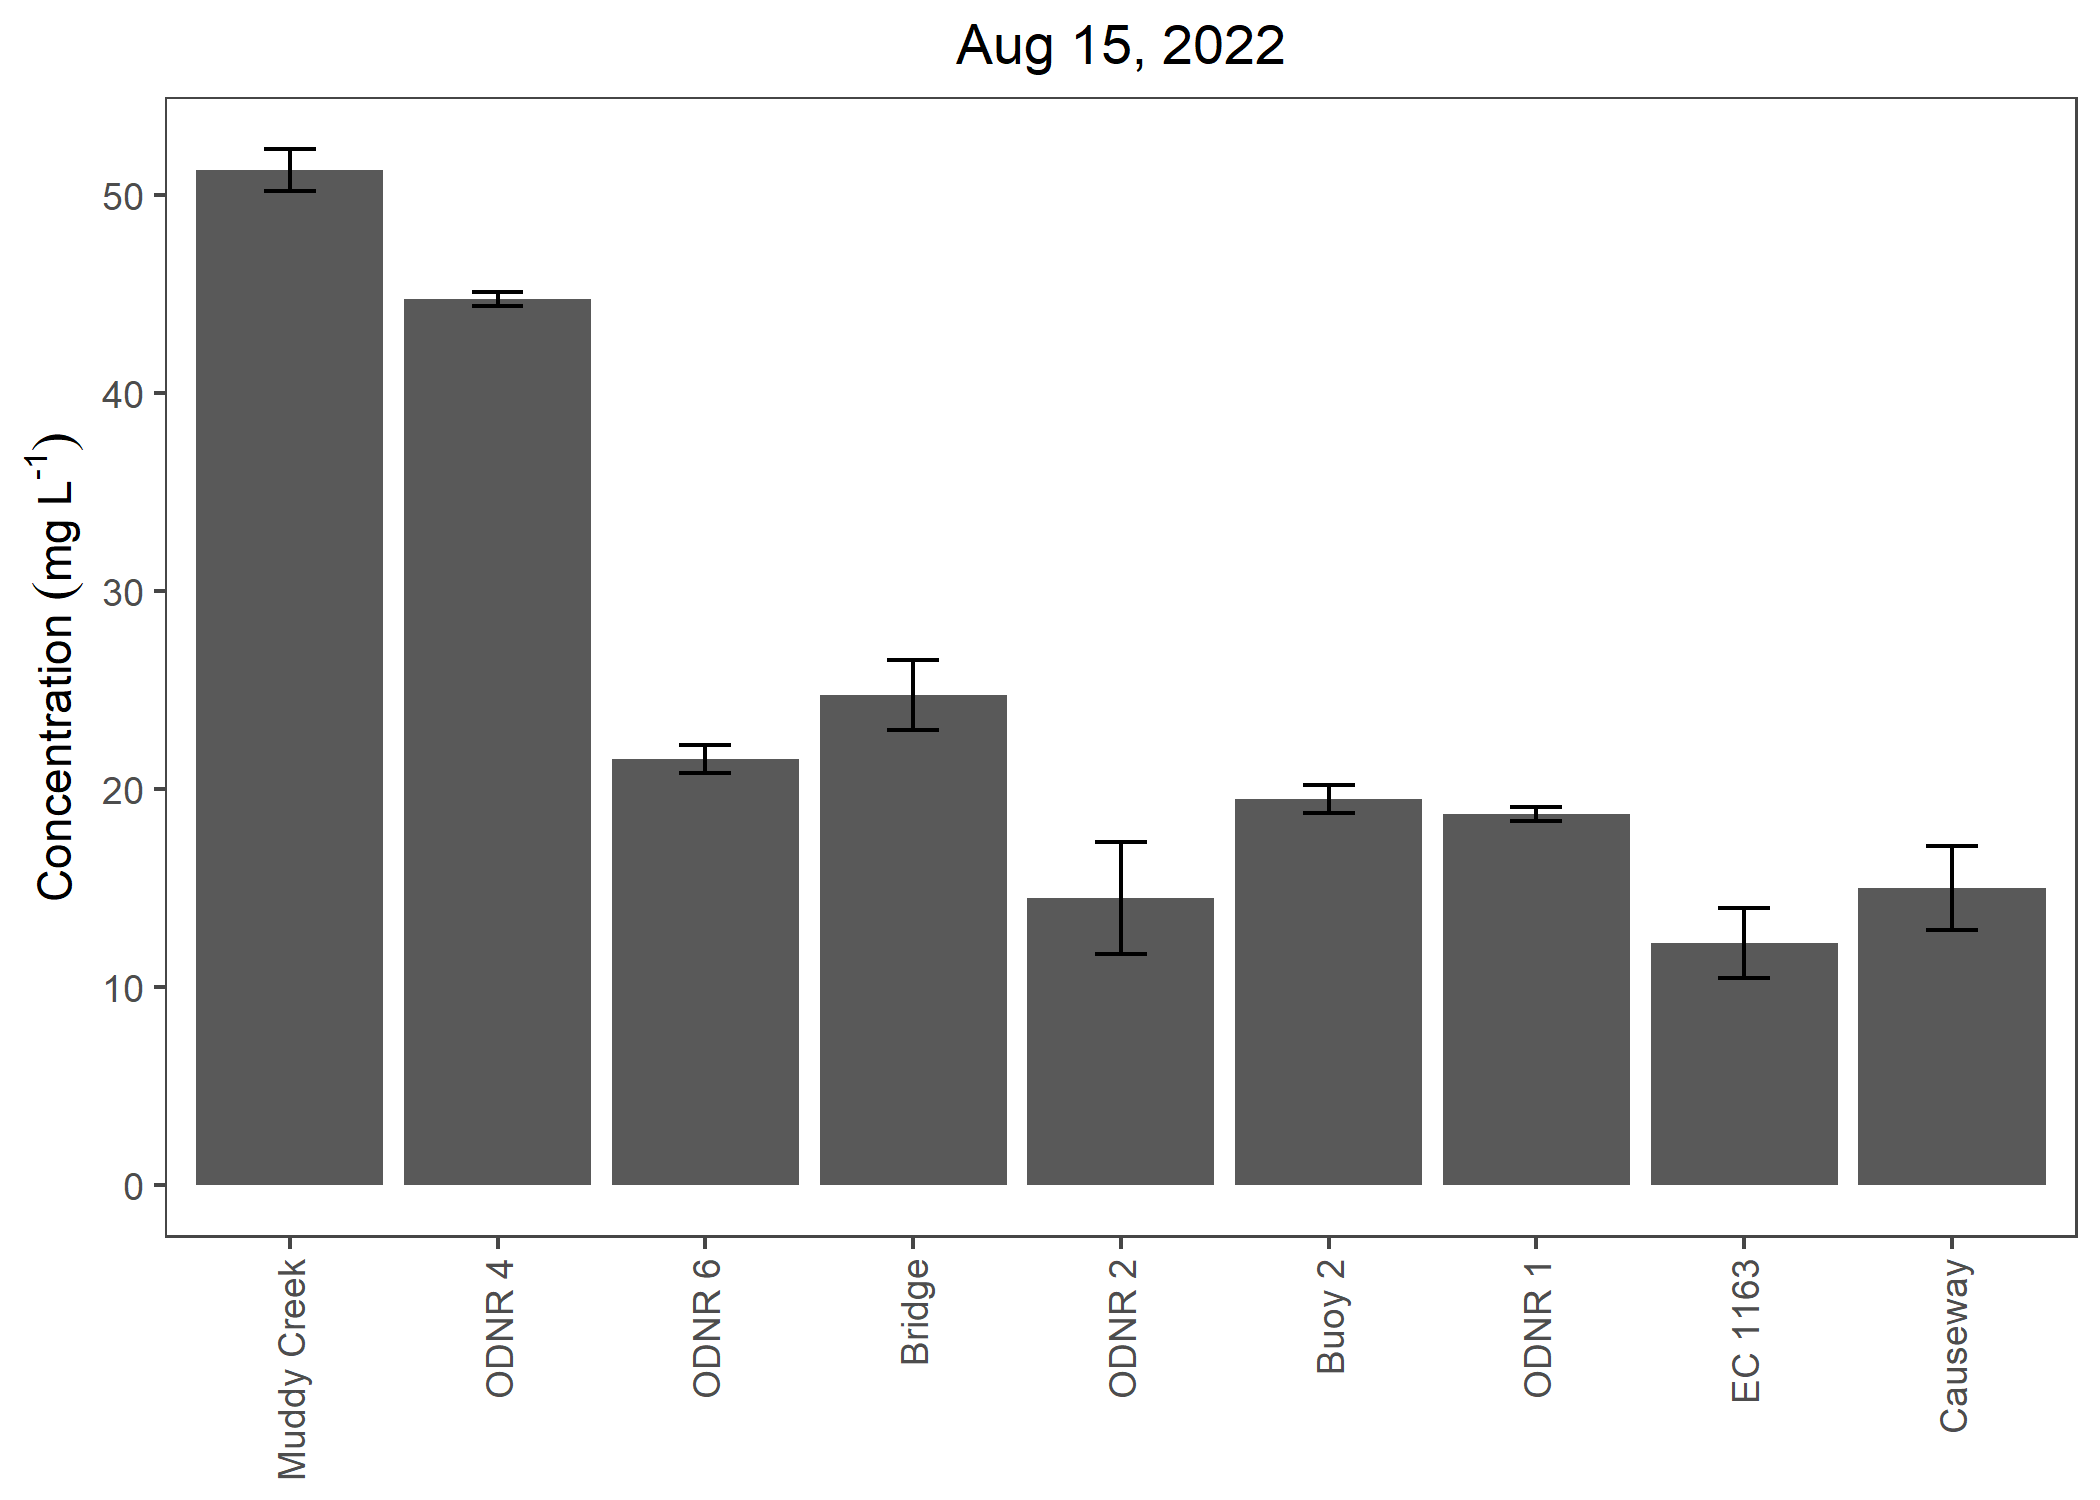 Aug 15, 2022
Concentration (mg L⁻¹)
50
40
30
20
10
0
Muddy Creek
ODNR 4
ODNR 6
Bridge
ODNR 2
Buoy 2
ODNR 1
EC 1163
Causeway